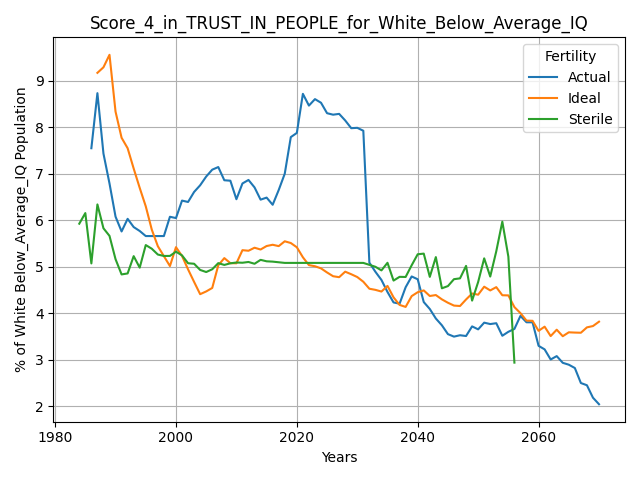 Score_4_in_TRUST_IN_PEOPLE_for_White_Below_Average_IQ
% of White Below_Average_IQ Population
9
8
7
6
5
4
3
2
Fertility
Actual
Ideal
Sterile
1980 2000 2020 2040 2060
Years